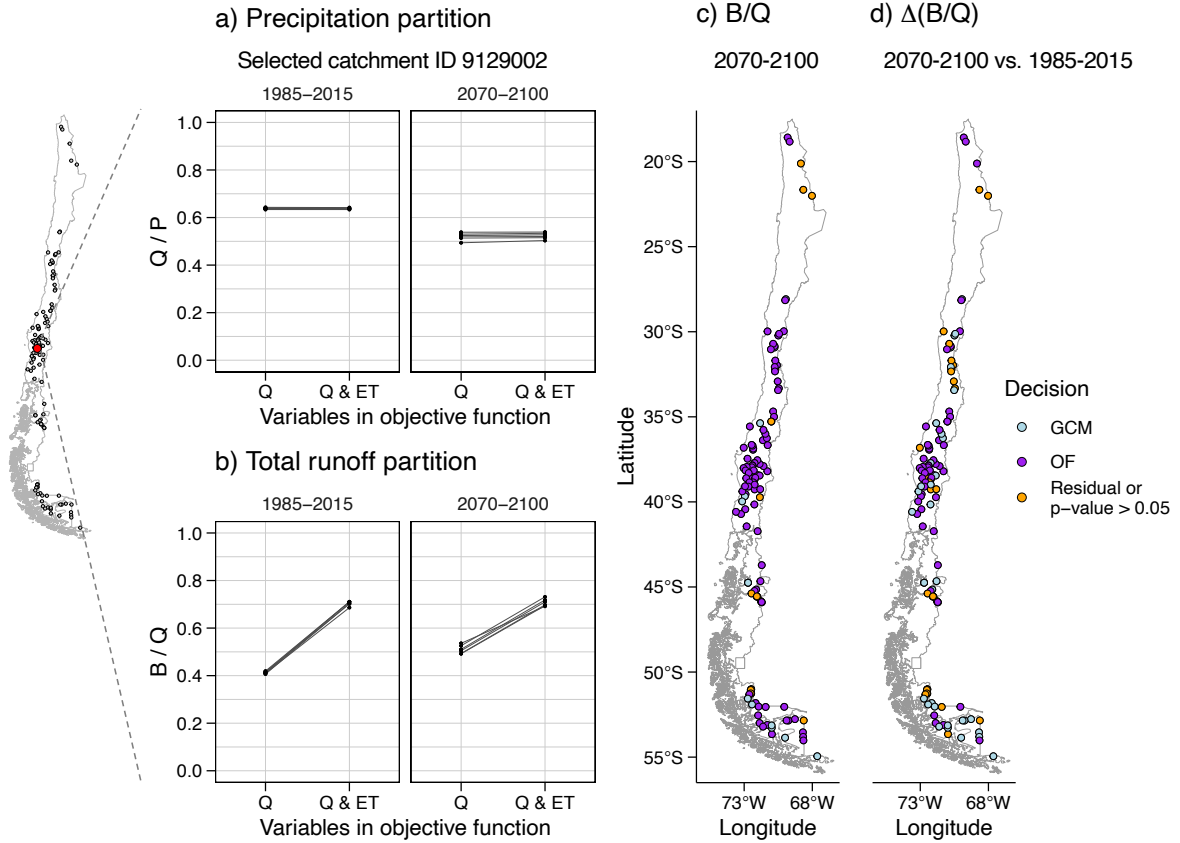 a) Precipitation partition
Selected catchment ID 9129002
1985−2015
2070−2100
1.0
0.8
0.6
0.4
0.2
0.0
Q / P
Q
Q & ET
Q
Q & ET
Variables in objective function
b) Total runoff partition
1985−2015
2070−2100
1.0
0.8
0.6
0.4
0.2
0.0
B / Q
Q
Q & ET
Q
Q & ET
Variables in objective function
c) B/Q
2070-2100
20°S
25°S
30°S
35°S
40°S
45°S
50°S
55°S
Latitude
73°W
68°W
Longitude
d) Δ(B/Q)
2070-2100 vs. 1985-2015
73°W
68°W
Longitude
Decision
GCM
OF
Residual or
p−value > 0.05